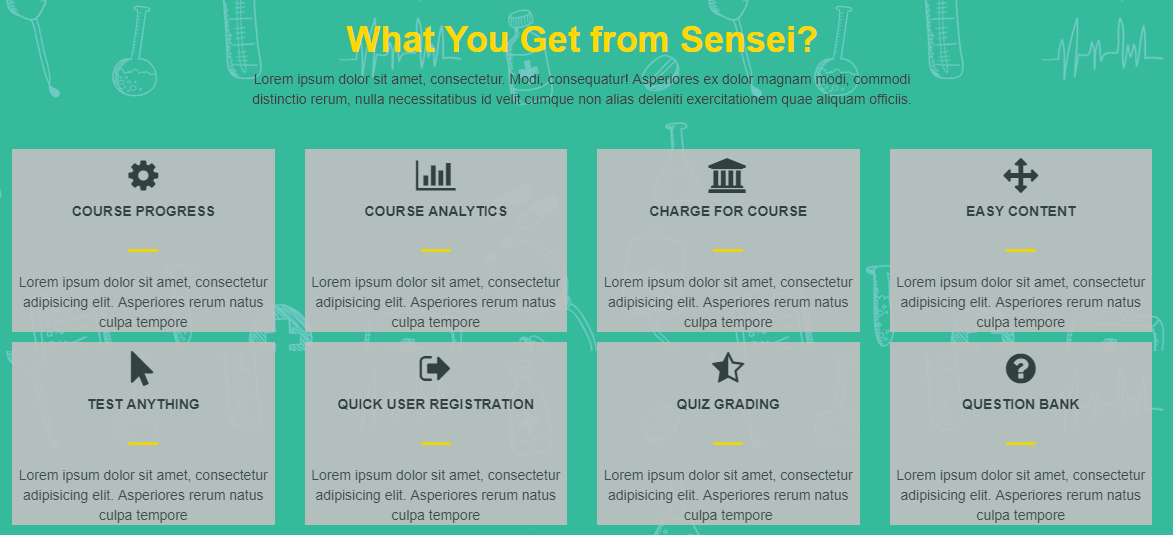 What You Get from Sensei?
Lorem ipsum dolor sit amet, consectetur. Modi, consequatur! Asperiores ex dolor magnam modi, commodi
distinctio rerum, nulla necessitatibus id velit cumque non alias deleniti exercitationem quae aliquam officiis.
COURSE PROGRESS
Lorem ipsum dolor sit amet, consectetur
adipisicing elit. Asperiores rerum natus
culpa tempore
COURSE ANALYTICS
Lorem ipsum dolor sit amet, consectetur
adipisicing elit. Asperiores rerum natus
culpa tempore
CHARGE FOR COURSE
Lorem ipsum dolor sit amet, consectetur
adipisicing elit. Asperiores rerum natus
culpa tempore
EASY CONTENT
Lorem ipsum dolor sit amet, consectetur
adipisicing elit. Asperiores rerum natus
culpa tempore
TEST ANYTHING
Lorem ipsum dolor sit amet, consectetur
adipisicing elit. Asperiores rerum natus
culpa tempore
QUICK USER REGISTRATION
Lorem ipsum dolor sit amet, consectetur
adipisicing elit. Asperiores rerum natus
culpa tempore
QUIZ GRADING
Lorem ipsum dolor sit amet, consectetur
adipisicing elit. Asperiores rerum natus
culpa tempore
QUESTION BANK
Lorem ipsum dolor sit amet, consectetur
adipisicing elit. Asperiores rerum natus
culpa tempore